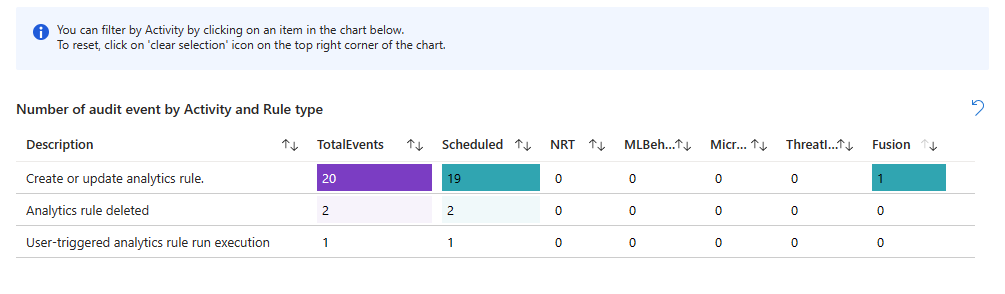 You can filter by Activity by clicking on an item in the chart below.
To reset, click on 'clear selection' icon on the top right corner of the chart.
Number of audit event by Activity and Rule type
Description TotalEvents Scheduled NRT MLBeh... Micr... ThreatI... Fusion
Create or update analytics rule. 20 19 0 0 0 0 1
Analytics rule deleted 2 2 0 0 0 0 0
User-triggered analytics rule run execution 1 1 0 0 0 0 0